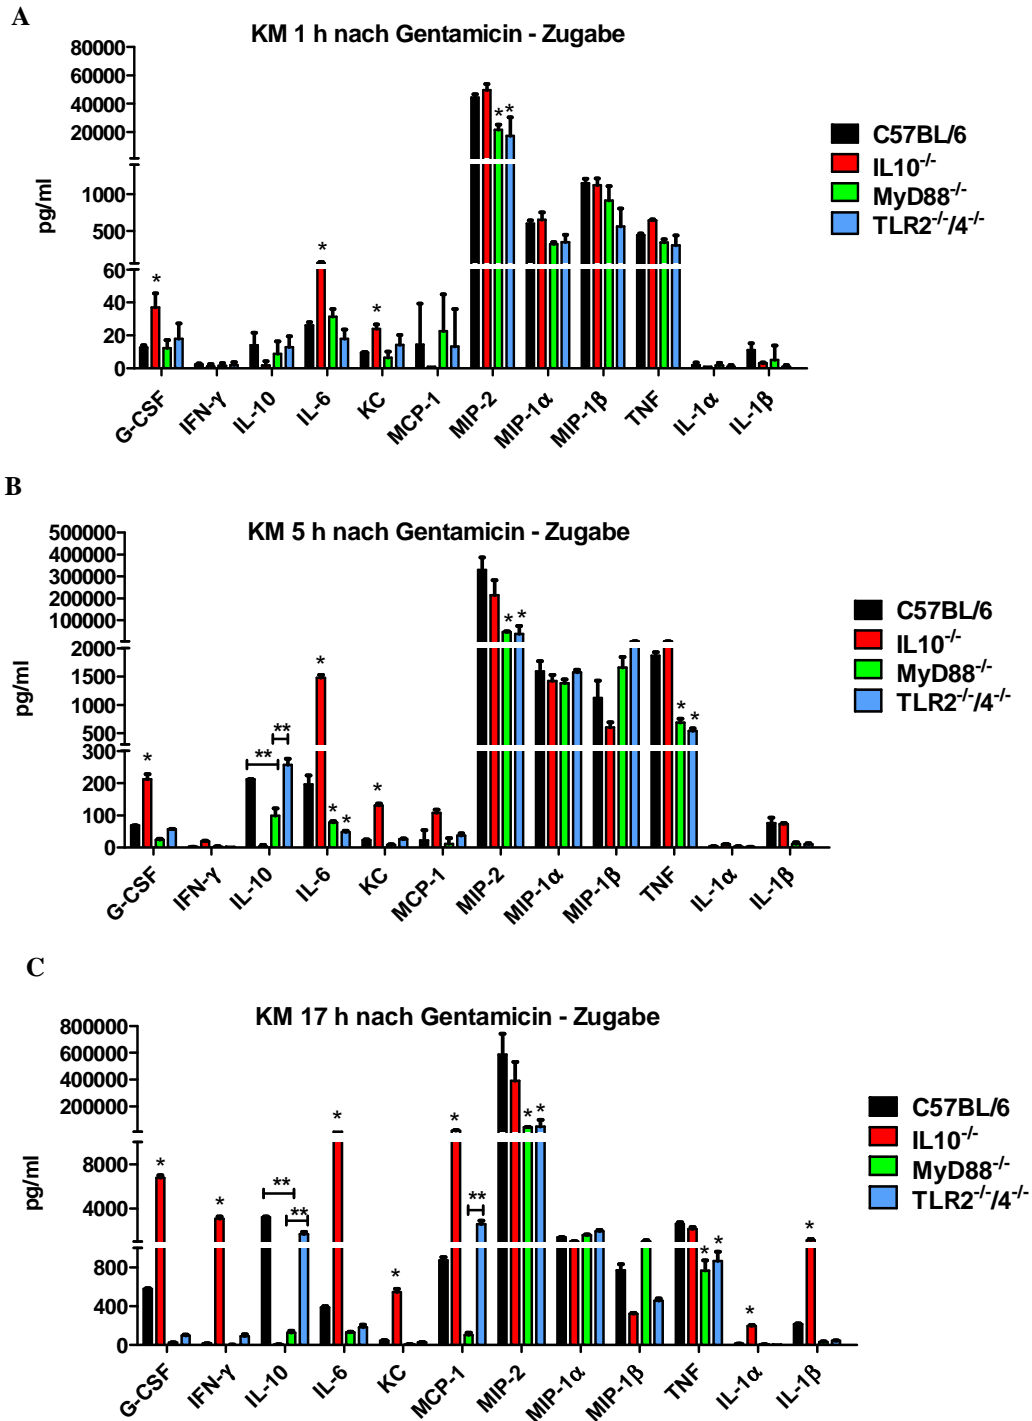 A
KM 1 h nach Gentamicin - Zugabe
80000
60000
40000
20000
1000
500
60
40
20
0
pg/ml
* * * * *
C57BL/6
IL10-/-
MyD88-/-
TLR2-/-/4-/-
G-CSF IFN-γ IL-10 IL-6 KC MCP-1 MIP-2 MIP-1α MIP-1β TNF IL-1α IL-1β
B
KM 5 h nach Gentamicin - Zugabe
500000
400000
300000
200000
100000
2000
1500
1000
500
300
200
100
0
pg/ml
* ** ** * * * * * * * *
C57BL/6
IL10-/-
MyD88-/-
TLR2-/-/4-/-
G-CSF IFN-γ IL-10 IL-6 KC MCP-1 MIP-2 MIP-1α MIP-1β TNF IL-1α IL-1β
C
KM 17 h nach Gentamicin - Zugabe
800000
600000
400000
200000
8000
4000
800
400
0
pg/ml
* * ** ** * * * ** * * * * * *
C57BL/6
IL10-/-
MyD88-/-
TLR2-/-/4-/-
G-CSF IFN-γ IL-10 IL-6 KC MCP-1 MIP-2 MIP-1α MIP-1β TNF IL-1α IL-1β